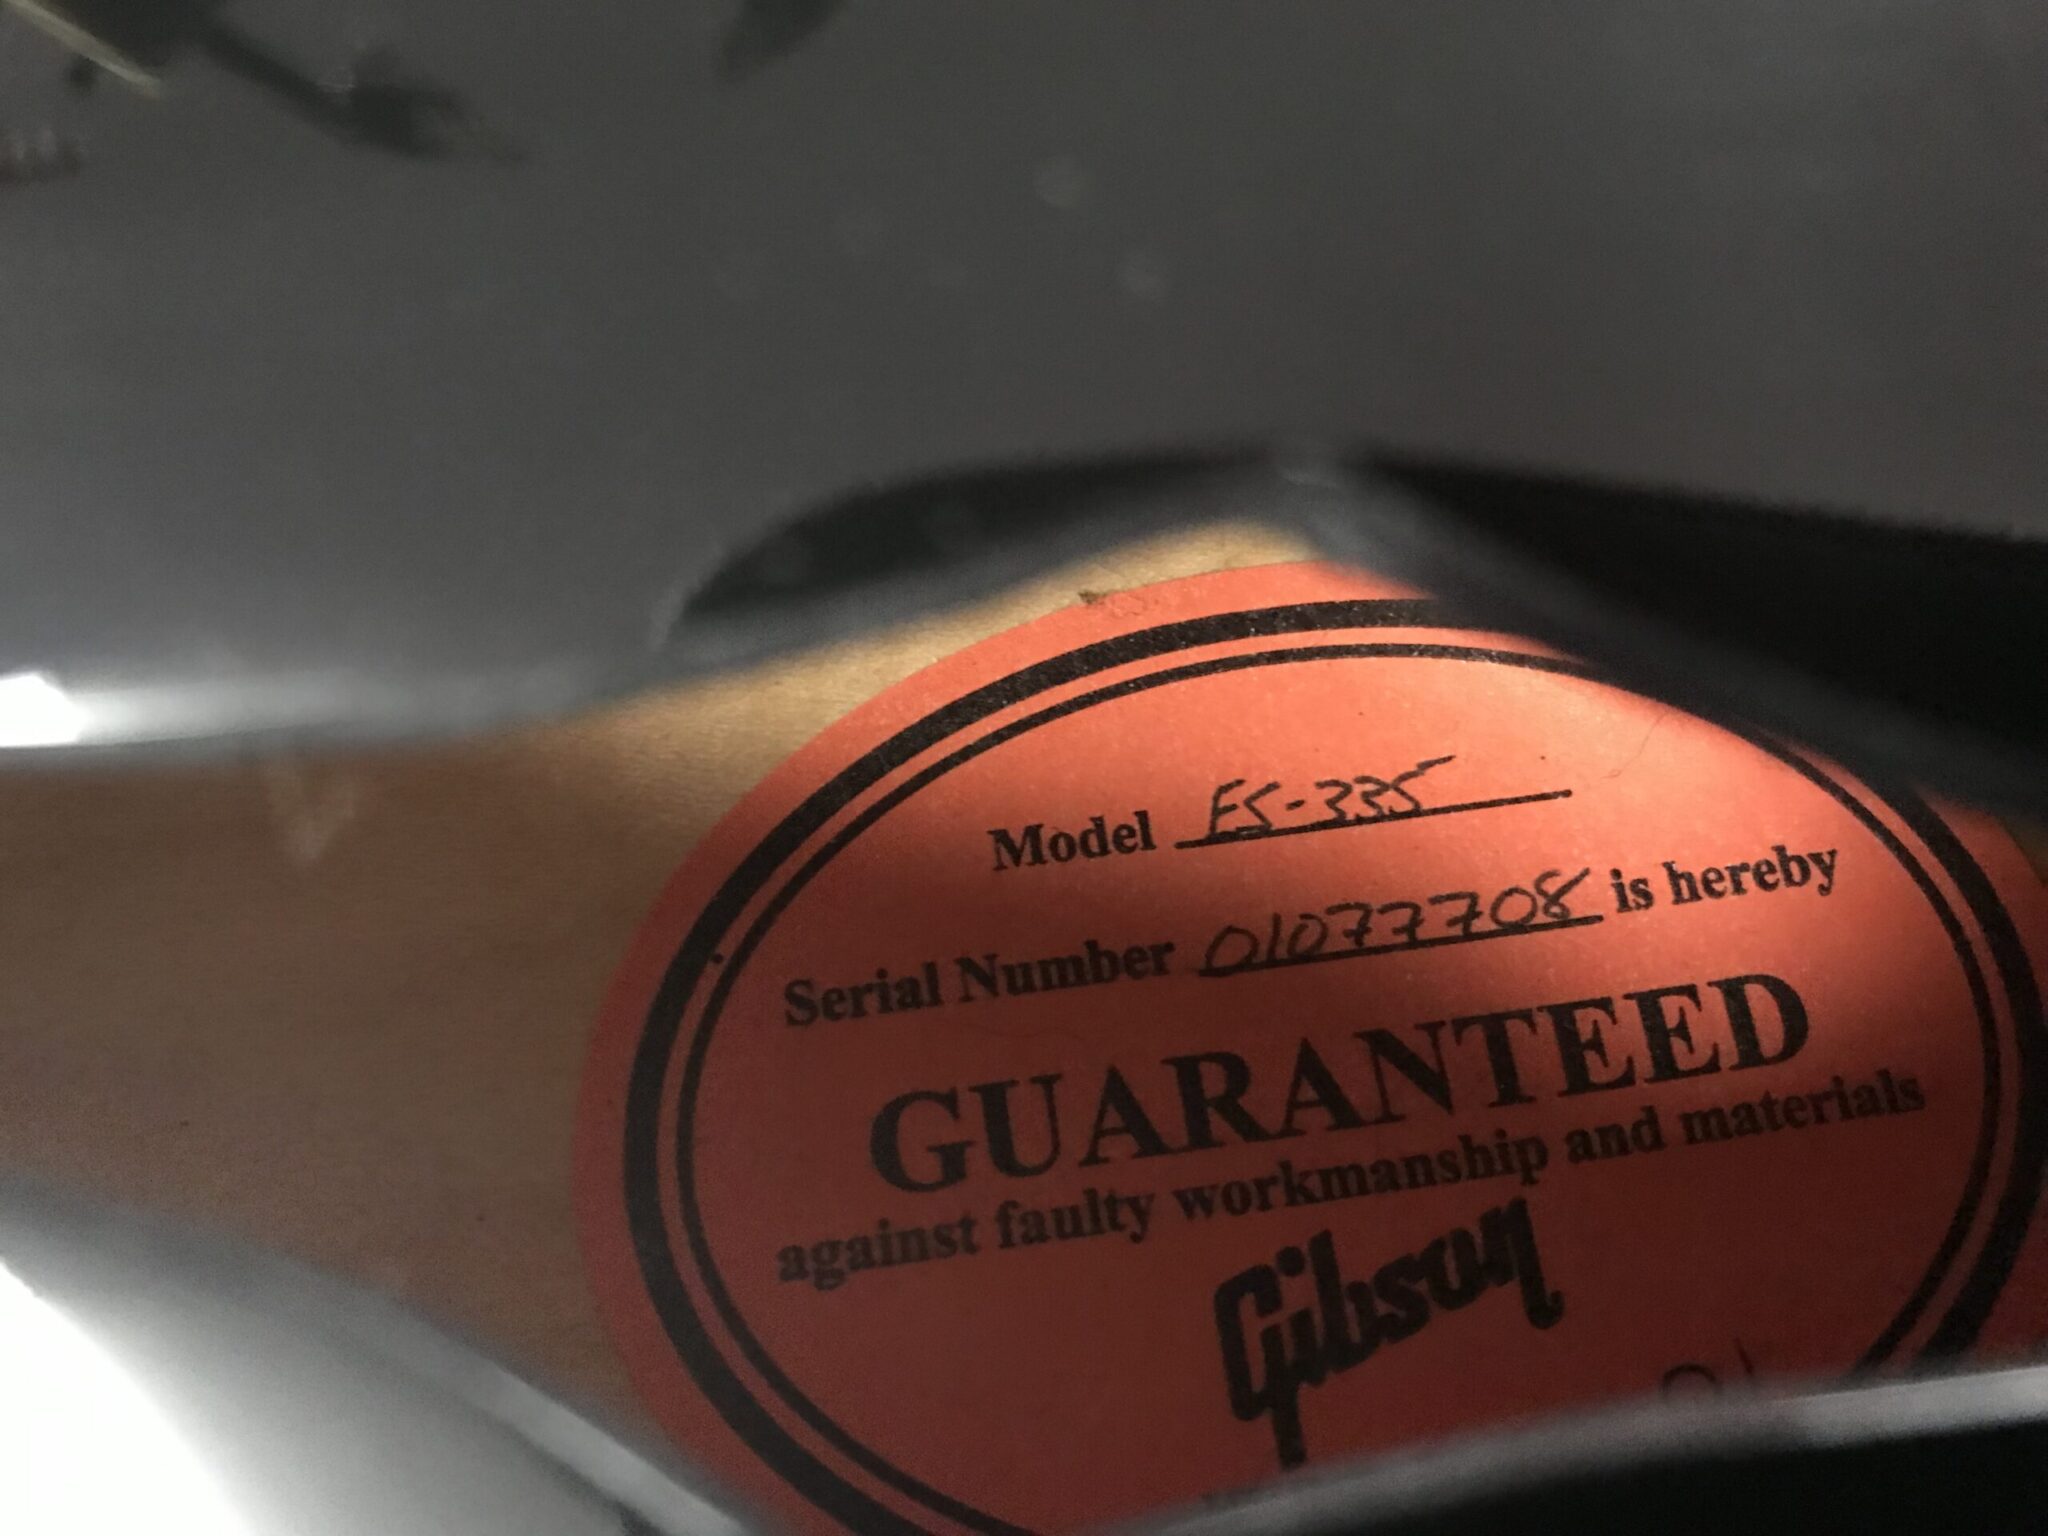 Model ES-335
Serial Number 01077708 is hereby
GUARANTEED
against faulty workmanship and materials
Gibson